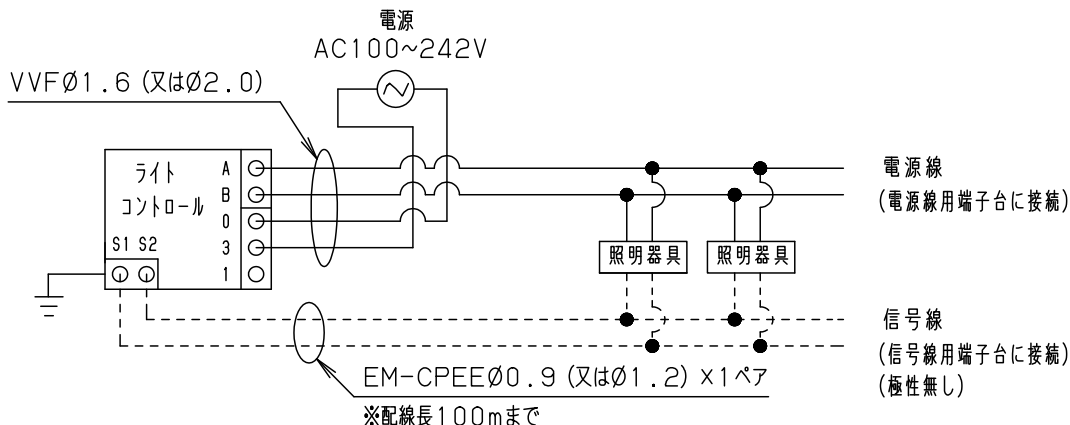 電源
AC100~242V
VVFØ1.6 (又はØ2.0)
ライト
コントロール
A
B
0
3
1
S1 S2
照明器具
照明器具
電源線
(電源線用端子台に接続)
信号線
(信号線用端子台に接続)
(極性無し)
EM-CPEEØ0.9 (又はØ1.2) ×1ペア
※配線長100mまで